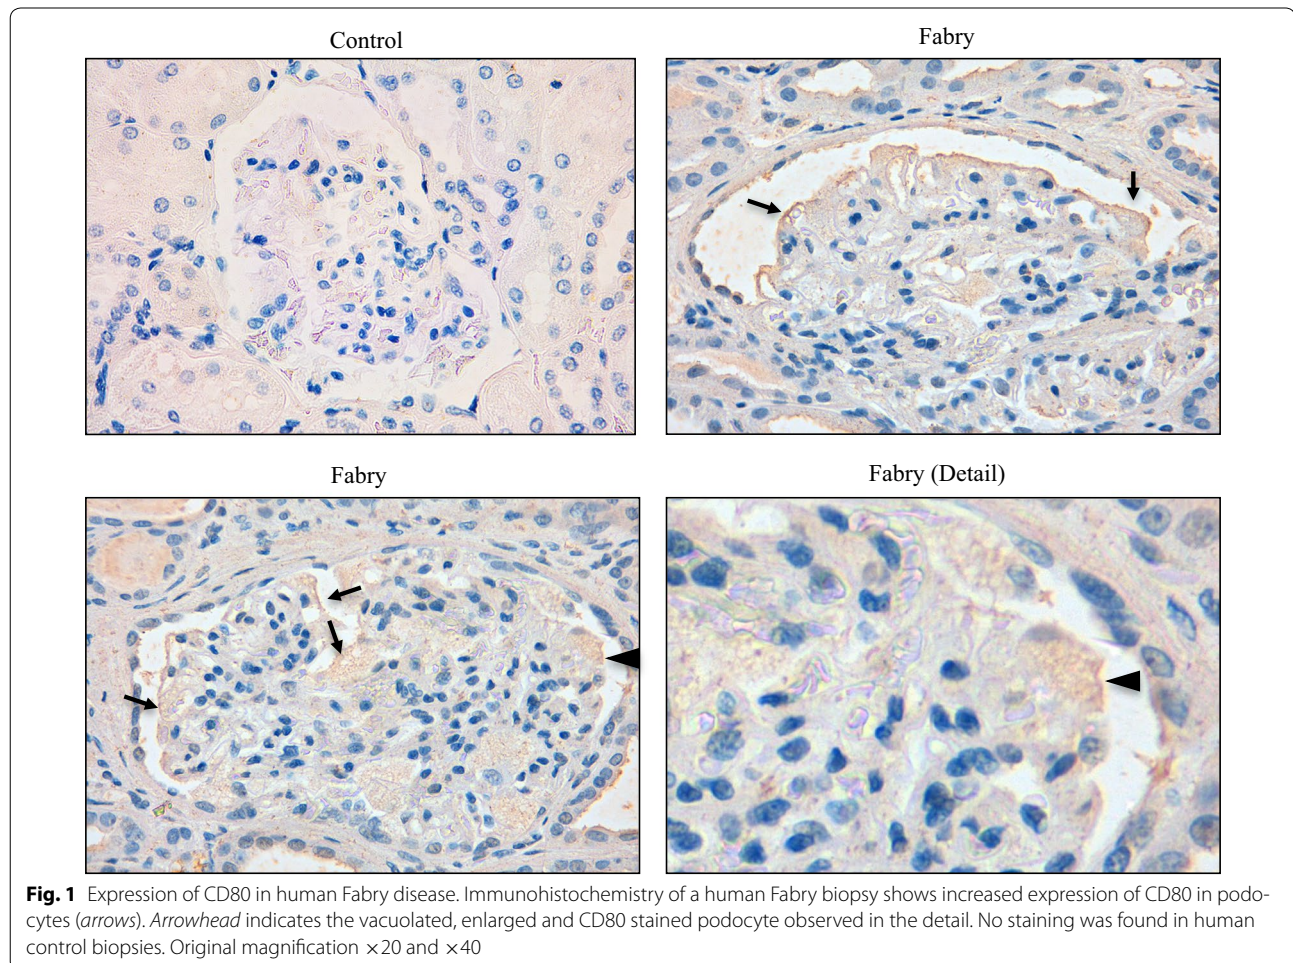 Control
Fabry
Fabry
Fabry (Detail)
Fig. 1 Expression of CD80 in human Fabry disease. Immunohistochemistry of a human Fabry biopsy shows increased expression of CD80 in podo-
cytes (arrows). Arrowhead indicates the vacuolated, enlarged and CD80 stained podocyte observed in the detail. No staining was found in human
control biopsies. Original magnification ×20 and ×40